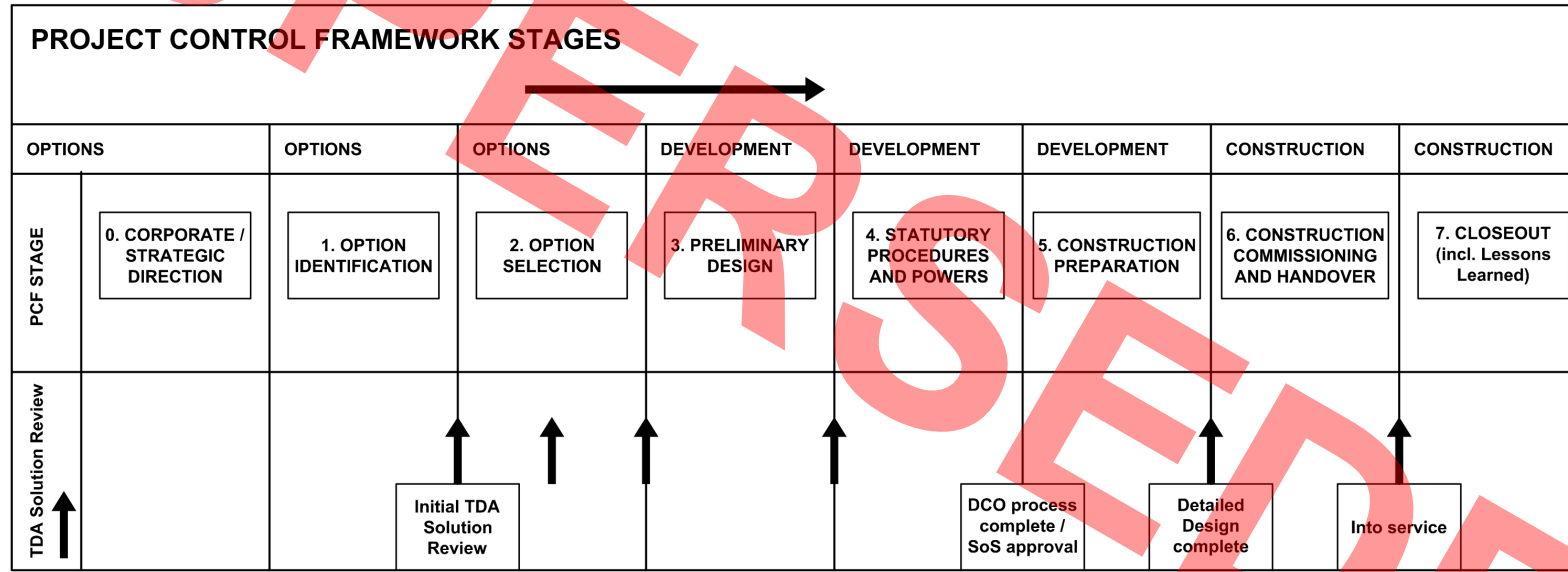 PROJECT CONTROL FRAMEWORK STAGES
OPTIONS
OPTIONS
OPTIONS
DEVELOPMENT
DEVELOPMENT
DEVELOPMENT
CONSTRUCTION
CONSTRUCTION
PCF STAGE
0. CORPORATE /
STRATEGIC
DIRECTION
1. OPTION
IDENTIFICATION
2. OPTION
SELECTION
3. PRELIMINARY
DESIGN
4. STATUTORY
PROCEDURES
AND POWERS
5. CONSTRUCTION
PREPARATION
6. CONSTRUCTION
COMMISSIONING
AND HANDOVER
7. CLOSEOUT
(incl. Lessons
Learned)
TDA Solution Review
Initial TDA
Solution
Review
DCO process
complete /
SoS approval
Detailed
Design
complete
Into service